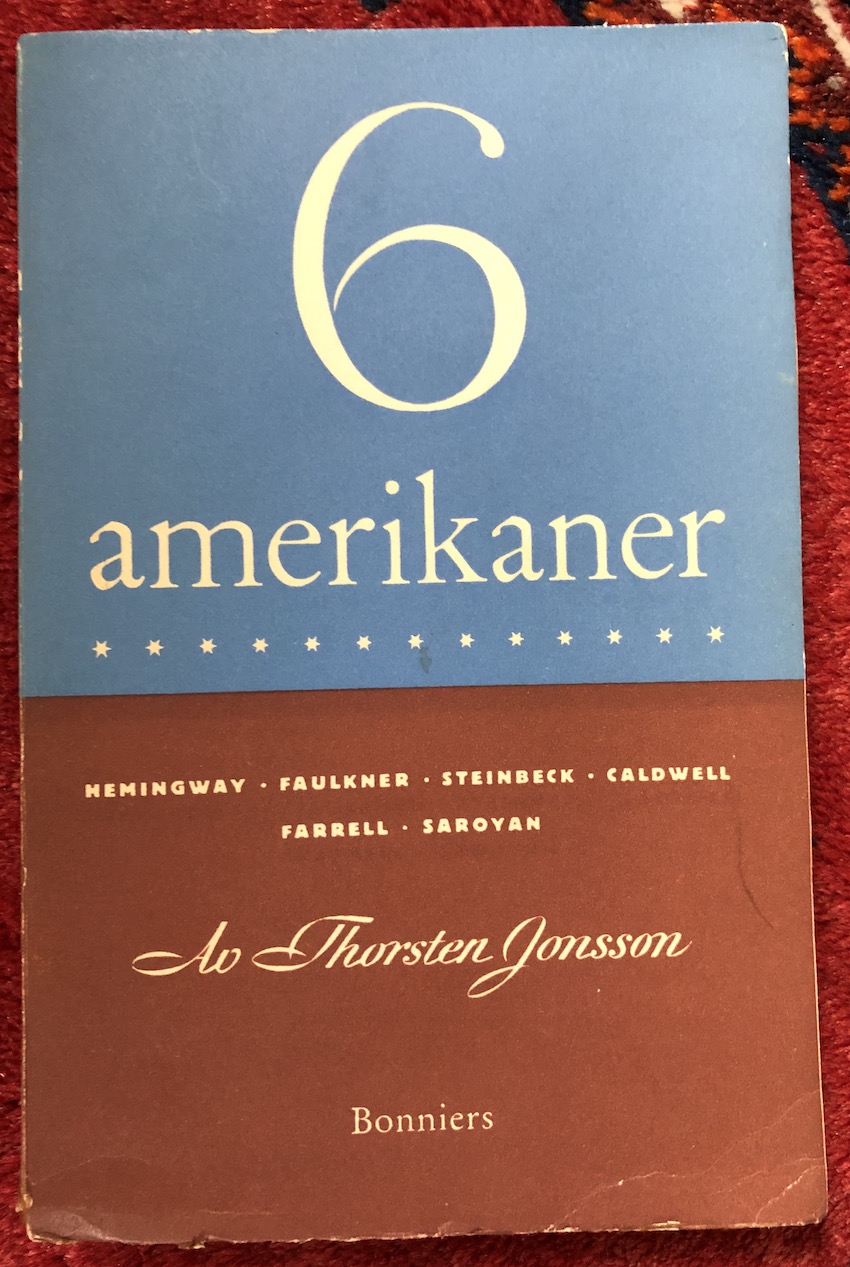 6
amerikaner
HEMINGWAY · FAULKNER · STEINBECK · CALDWELL
FARRELL · SAROYAN
Av Thorsten Jonsson
Bonniers